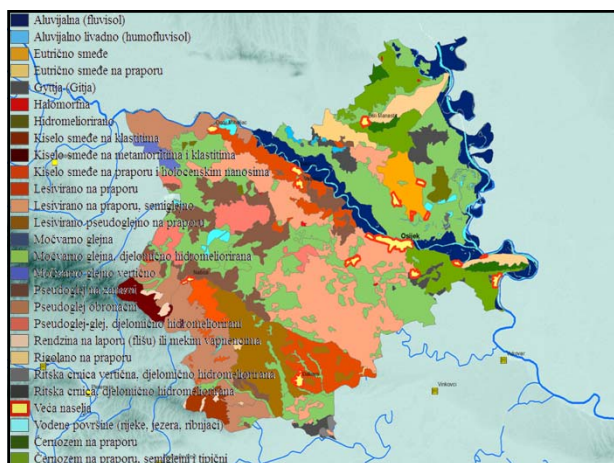 Aluvijalna (fluvisol)
Aluvijalno livadno (humofluvisol)
Eutrično smeđe
Eutrično smeđe na praporu
Gyttja (Gitja)
Halomorfna
Hidromeliorirano
Kiselo smeđe na klastitima
Kiselo smeđe na metamorfitima i klastitima
Kiselo smeđe na praporu i holocenskim nanosima
Lesivirano na praporu
Lesivirano na praporu, semiglejno
Lesivirano pseudoglejno na praporu
Močvarno glejna
Močvarno glejna, djelomično hidromeliorirana
Močvarno glejno vertično
Pseudoglej na zaravni
Pseudoglej obronačni
Pseudoglej-glej, djelomično hidromeliorirani
Rendzina na laporu (flišu) ili mekim vapnencima
Rigolano na praporu
Ritska crnica vertična, djelomično hidromeliorirana
Ritska crnica, djelomično hidromeliorirana
Veća naselja
Vodene površine (rijeke, jezera, ribnjaci)
Černozem na praporu
Černozem na praporu, semiglejni i tipični
Osijek
Vukovar
Vinkovci